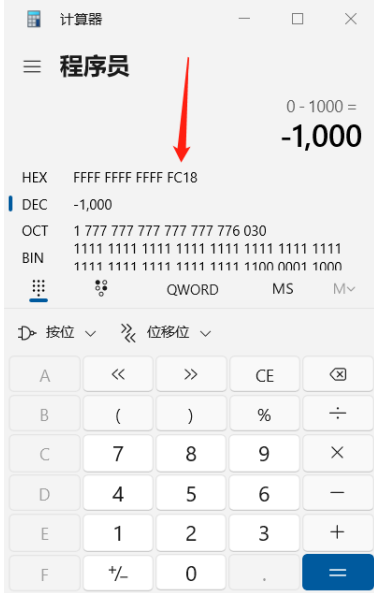 计算器
程序员
0 - 1000 =
-1,000
HEX FFFF FFFF FFFF FC18
DEC -1,000
OCT 1 777 777 777 777 777 776 030
BIN 1111 1111 1111 1111 1111 1111 1111 1111
1111 1111 1111 1111 1111 1100 0001 1000
QWORD MS M
按位 位移位
A << >> CE
B ( ) % ÷
C 7 8 9 ×
D 4 5 6 −
E 1 2 3 +
F +/- 0 . =